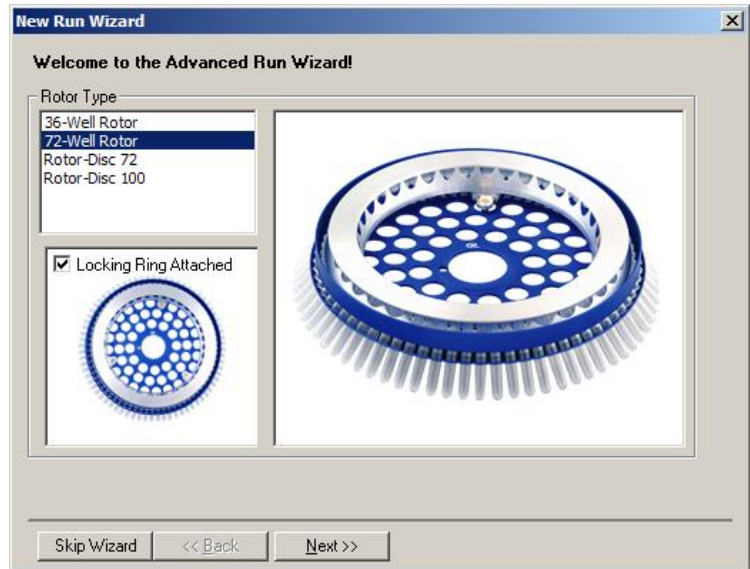 New Run Wizard
Welcome to the Advanced Run Wizard!
Rotor Type
36-Well Rotor
72-Well Rotor
Rotor-Disc 72
Rotor-Disc 100
Locking Ring Attached
Skip Wizard
<< Back
Next >>